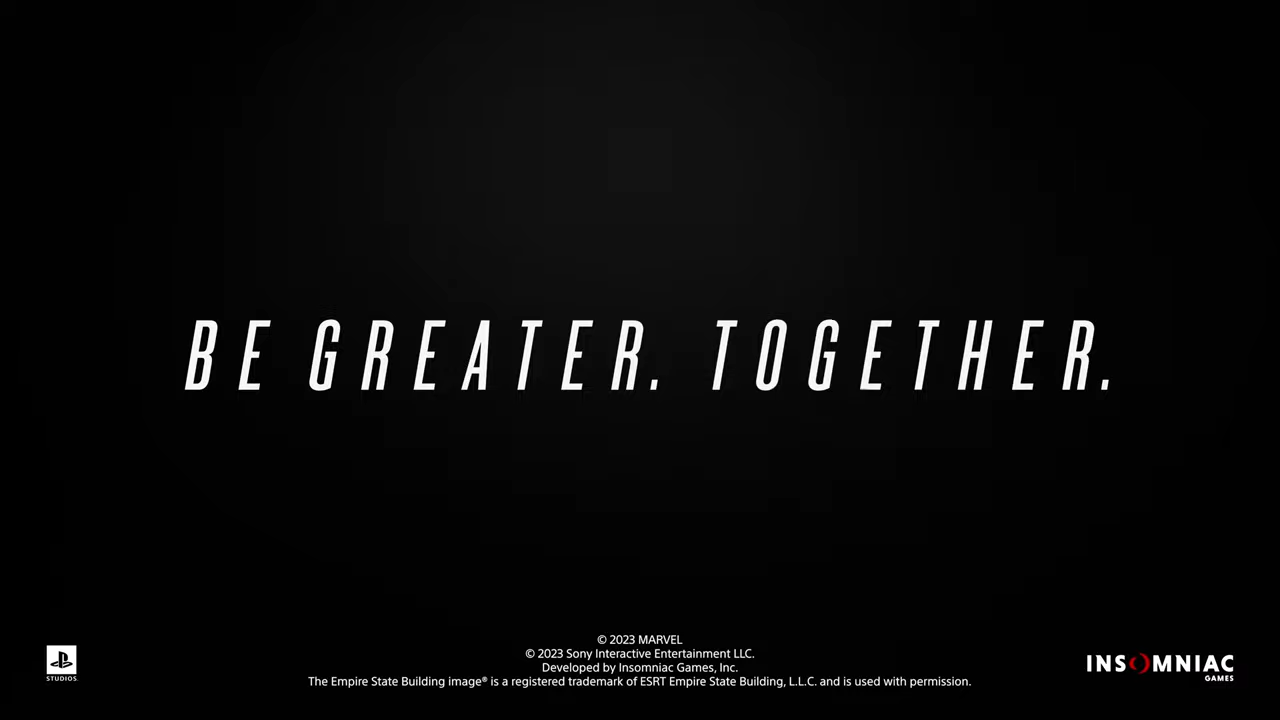 BE GREATER. TOGETHER.
© 2023 MARVEL
© 2023 Sony Interactive Entertainment LLC.
Developed by Insomniac Games, Inc.
The Empire State Building image® is a registered trademark of ESRT Empire State Building, L.L.C. and is used with permission.
STUDIOS
INSOMNIAC
GAMES